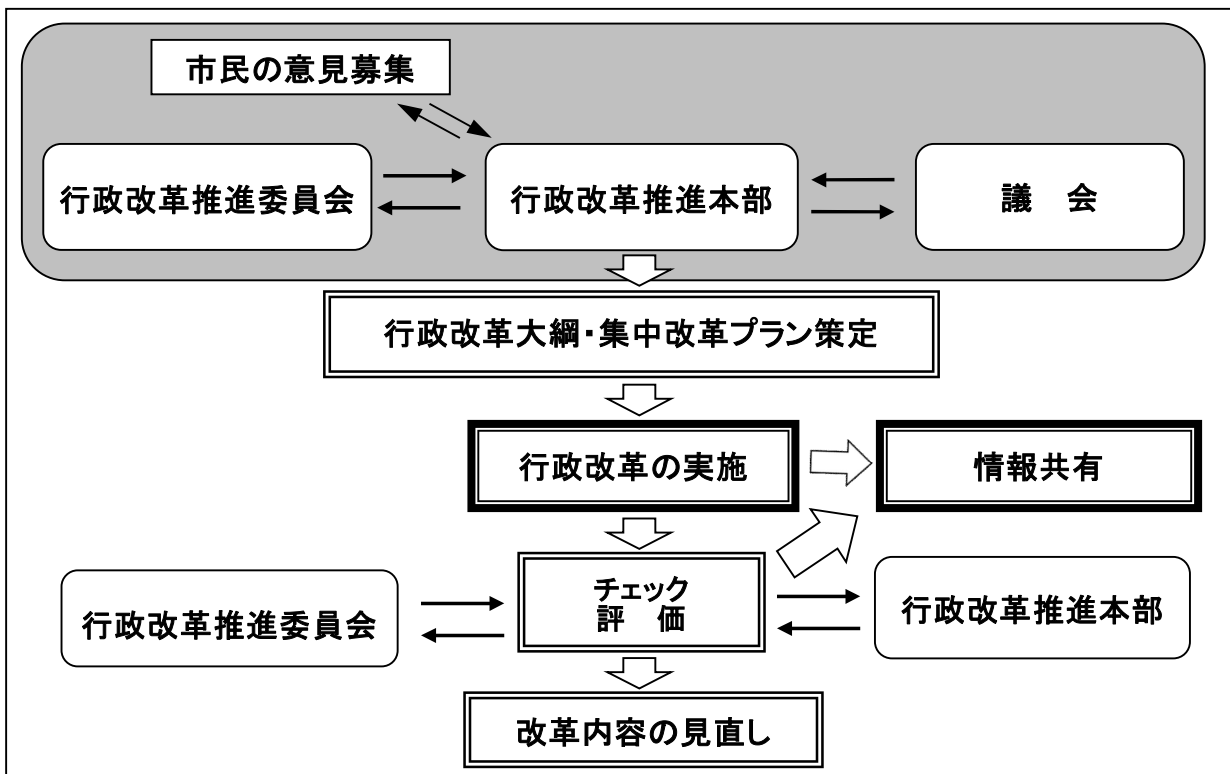 市民の意見募集
行政改革推進委員会
行政改革推進本部
議　会
行政改革大綱・集中改革プラン策定
行政改革の実施
情報共有
チェック
評　価
行政改革推進委員会
行政改革推進本部
改革内容の見直し